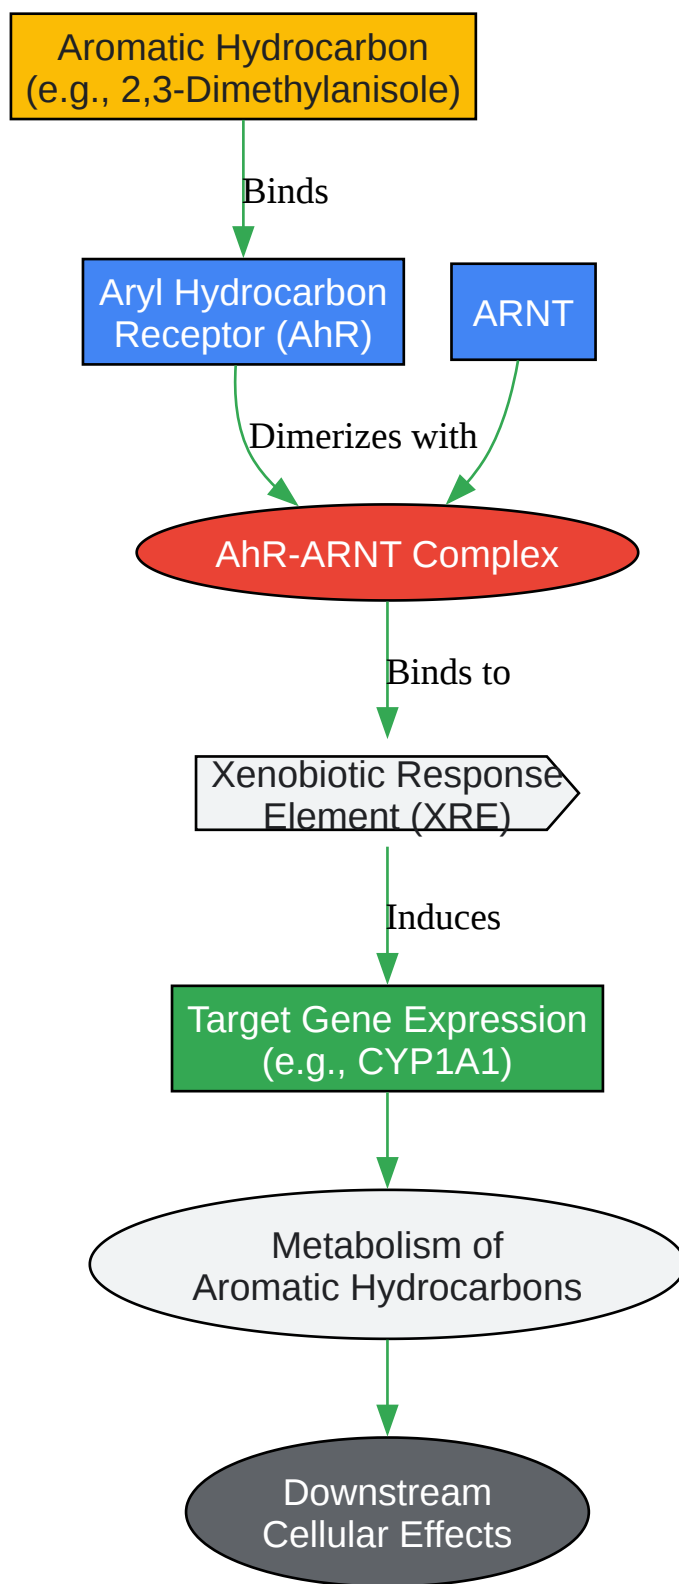 Aromatic Hydrocarbon
(e.g., 2,3-Dimethylanisole)
Binds
Aryl Hydrocarbon
Receptor (AhR)
ARNT
Dimerizes with
AhR-ARNT Complex
Binds to
Xenobiotic Response
Element (XRE)
Induces
Target Gene Expression
(e.g., CYP1A1)
Metabolism of
Aromatic Hydrocarbons
Downstream
Cellular Effects